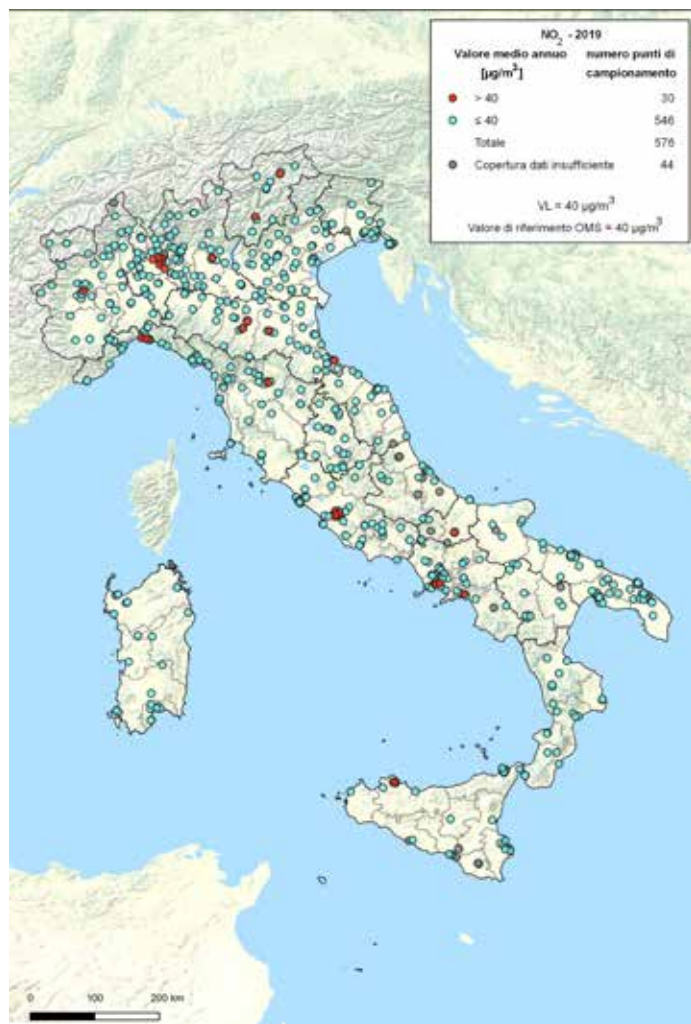 NO2 - 2019
Valore medio annuo numero punti di
[µg/m³] campionamento
> 40 30
≤ 40 546
Totale 576
Copertura dati insufficiente 44
VL = 40 µg/m³
Valore di riferimento OMS = 40 µg/m³
0 100 200 km